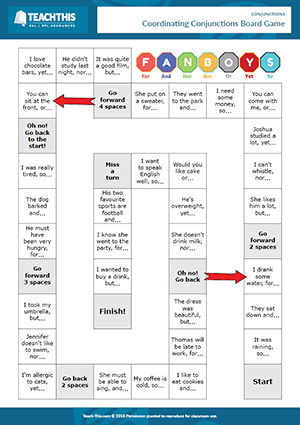 TEACHTHIS
ESL / EFL RESOURCES
CONJUNCTIONS
Coordinating Conjunctions Board Game
I love
chocolate
bars, yet...
He didn't
study last
night, nor...
It was quite a
good film,
but...
F A N B O Y S
For And Nor But Or Yet So
You can
sit at the
front, or...
Go
forward
4 spaces
She put on
a sweater,
for...
They went
to the park
and...
I need
some
money,
so...
You can
come with
me, or...
Oh no!
Go back
to the
start!
Joshua
studied a
lot, yet...
I was really
tired, so...
Miss
a turn
I want
to speak
English
well, so...
Would you
like cake
or...
I can't
whistle,
nor...
The dog
barked
and...
His two
favourite
sports are
football
and...
He's
overweight,
yet...
She likes
him a lot,
but...
He must
have been
very
hungry,
for...
I know she
went to the
party, for...
She doesn't
drink milk,
nor...
Go
forward
2 spaces
Go
forward
3 spaces
I wanted to
buy a drink,
but...
Oh no!
Go back
I drank
some
water, for...
I took my
umbrella,
but...
Finish!
The dress
was
beautiful,
but...
They sat
down and...
Jennifer
doesn't like
to swim,
nor...
Thomas
will be late
to work, for...
It was
raining,
so...
I'm allergic
to cats,
yet...
Go back
2 spaces
She must
be able to
sing, and...
My coffee is
cold, so...
I like to
eat cookies
and...
Start
Teach-This.com © 2018 Permission granted to reproduce for classroom use.